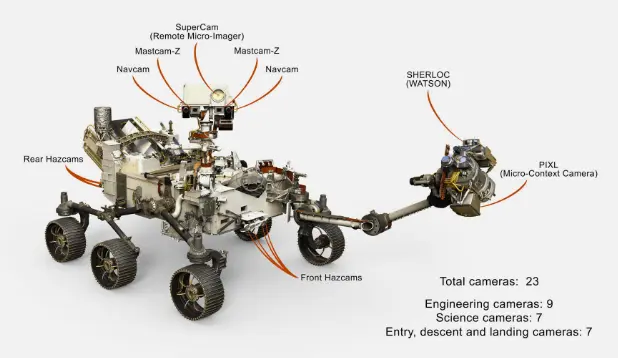 SuperCam
(Remote Micro-Imager)
Mastcam-Z
Mastcam-Z
Navcam
Navcam
SHERLOC
(WATSON)
Rear Hazcams
PIXL
(Micro-Context Camera)
Front Hazcams
Total cameras: 23
Engineering cameras: 9
Science cameras: 7
Entry, descent and landing cameras: 7